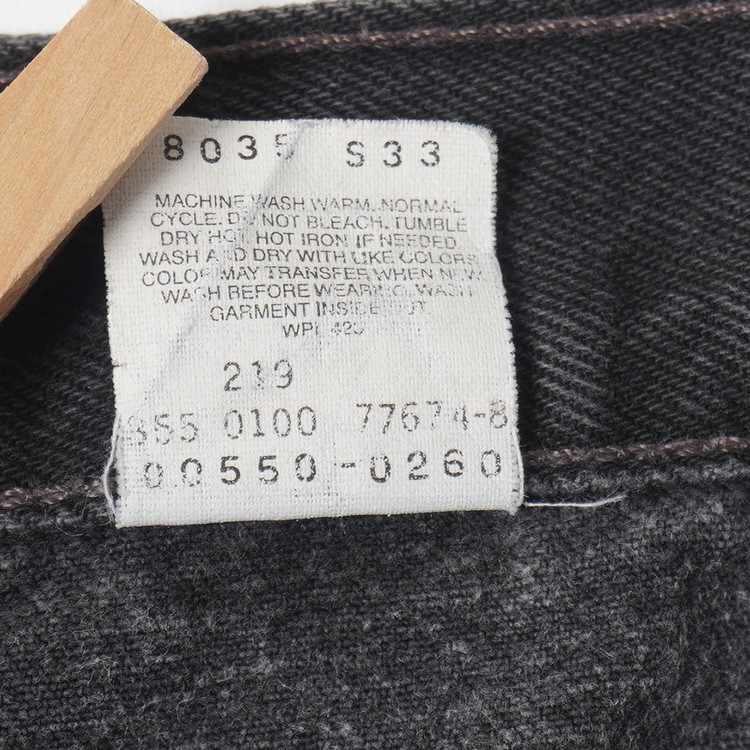 8035 S33
MACHINE WASH WARM. NORMAL
CYCLE. DO NOT BLEACH. TUMBLE
DRY HOT. HOT IRON IF NEEDED
WASH AND DRY WITH LIKE COLORS.
COLOR MAY TRANSFER WHEN NEW.
WASH BEFORE WEARING. WASH
GARMENT INSIDE OUT.
WPL 423
219
0100 77674-8
00550-0260